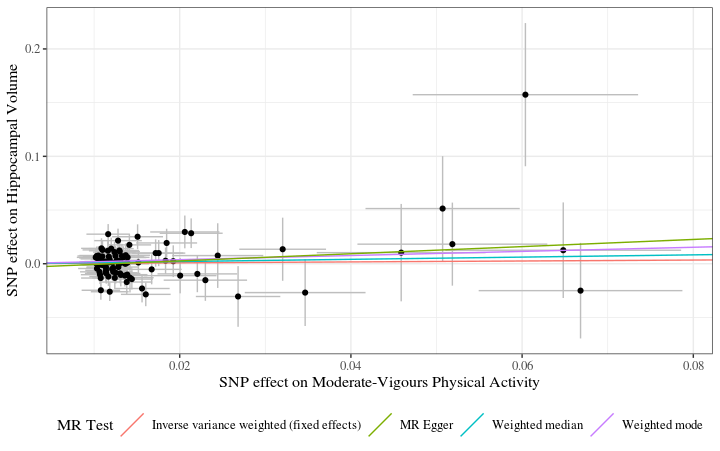 SNP effect on Hippocampal Volume
0.2
0.1
0.0
0.02 0.04 0.06 0.08
SNP effect on Moderate-Vigours Physical Activity
MR Test Inverse variance weighted (fixed effects) MR Egger Weighted median Weighted mode